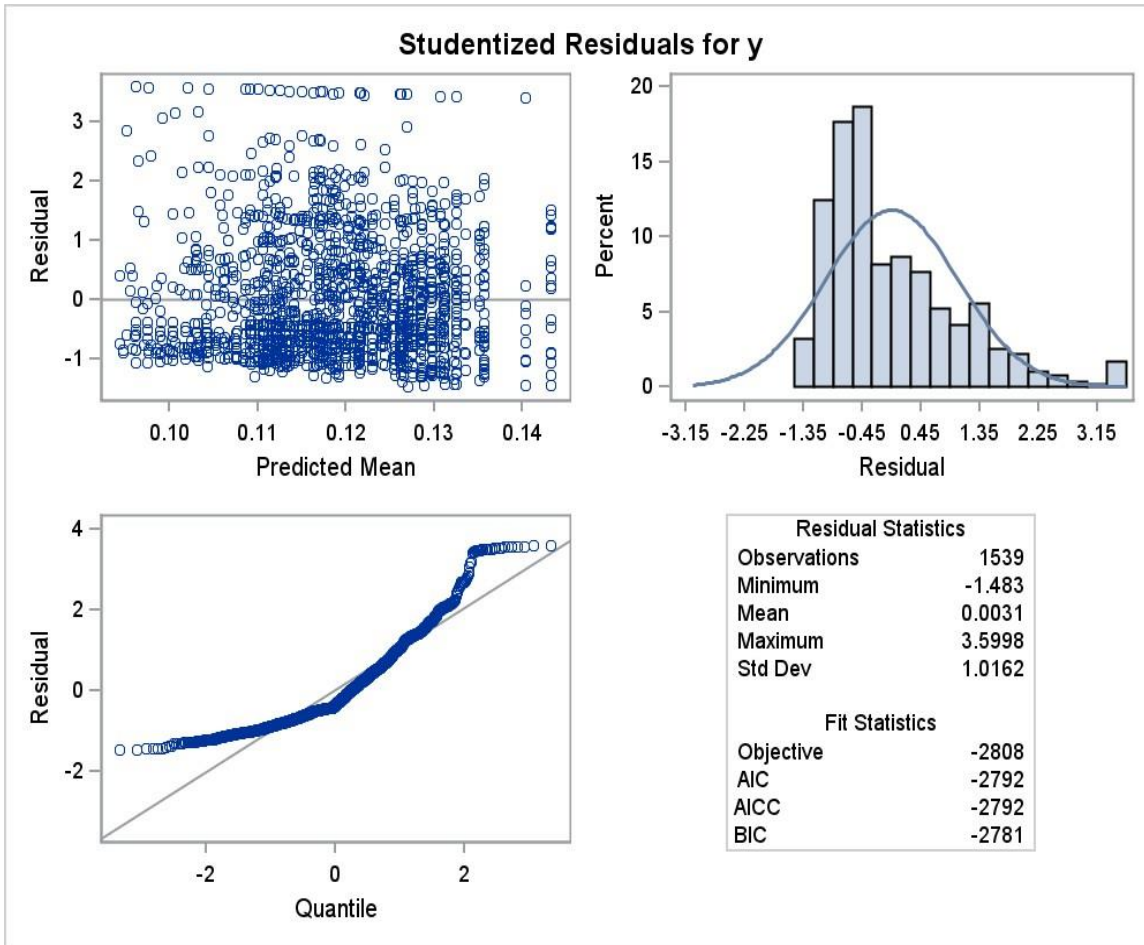 Studentized Residuals for y
3
2
1
0
-1
Residual
0.10 0.11 0.12 0.13 0.14
Predicted Mean
20
15
10
5
0
Percent
-3.15 -2.25 -1.35 -0.45 0.45 1.35 2.25 3.15
Residual
4
2
0
-2
Residual
-2 0 2
Quantile
Residual Statistics
Observations 1539
Minimum -1.483
Mean 0.0031
Maximum 3.5998
Std Dev 1.0162
Fit Statistics
Objective -2808
AIC -2792
AICC -2792
BIC -2781